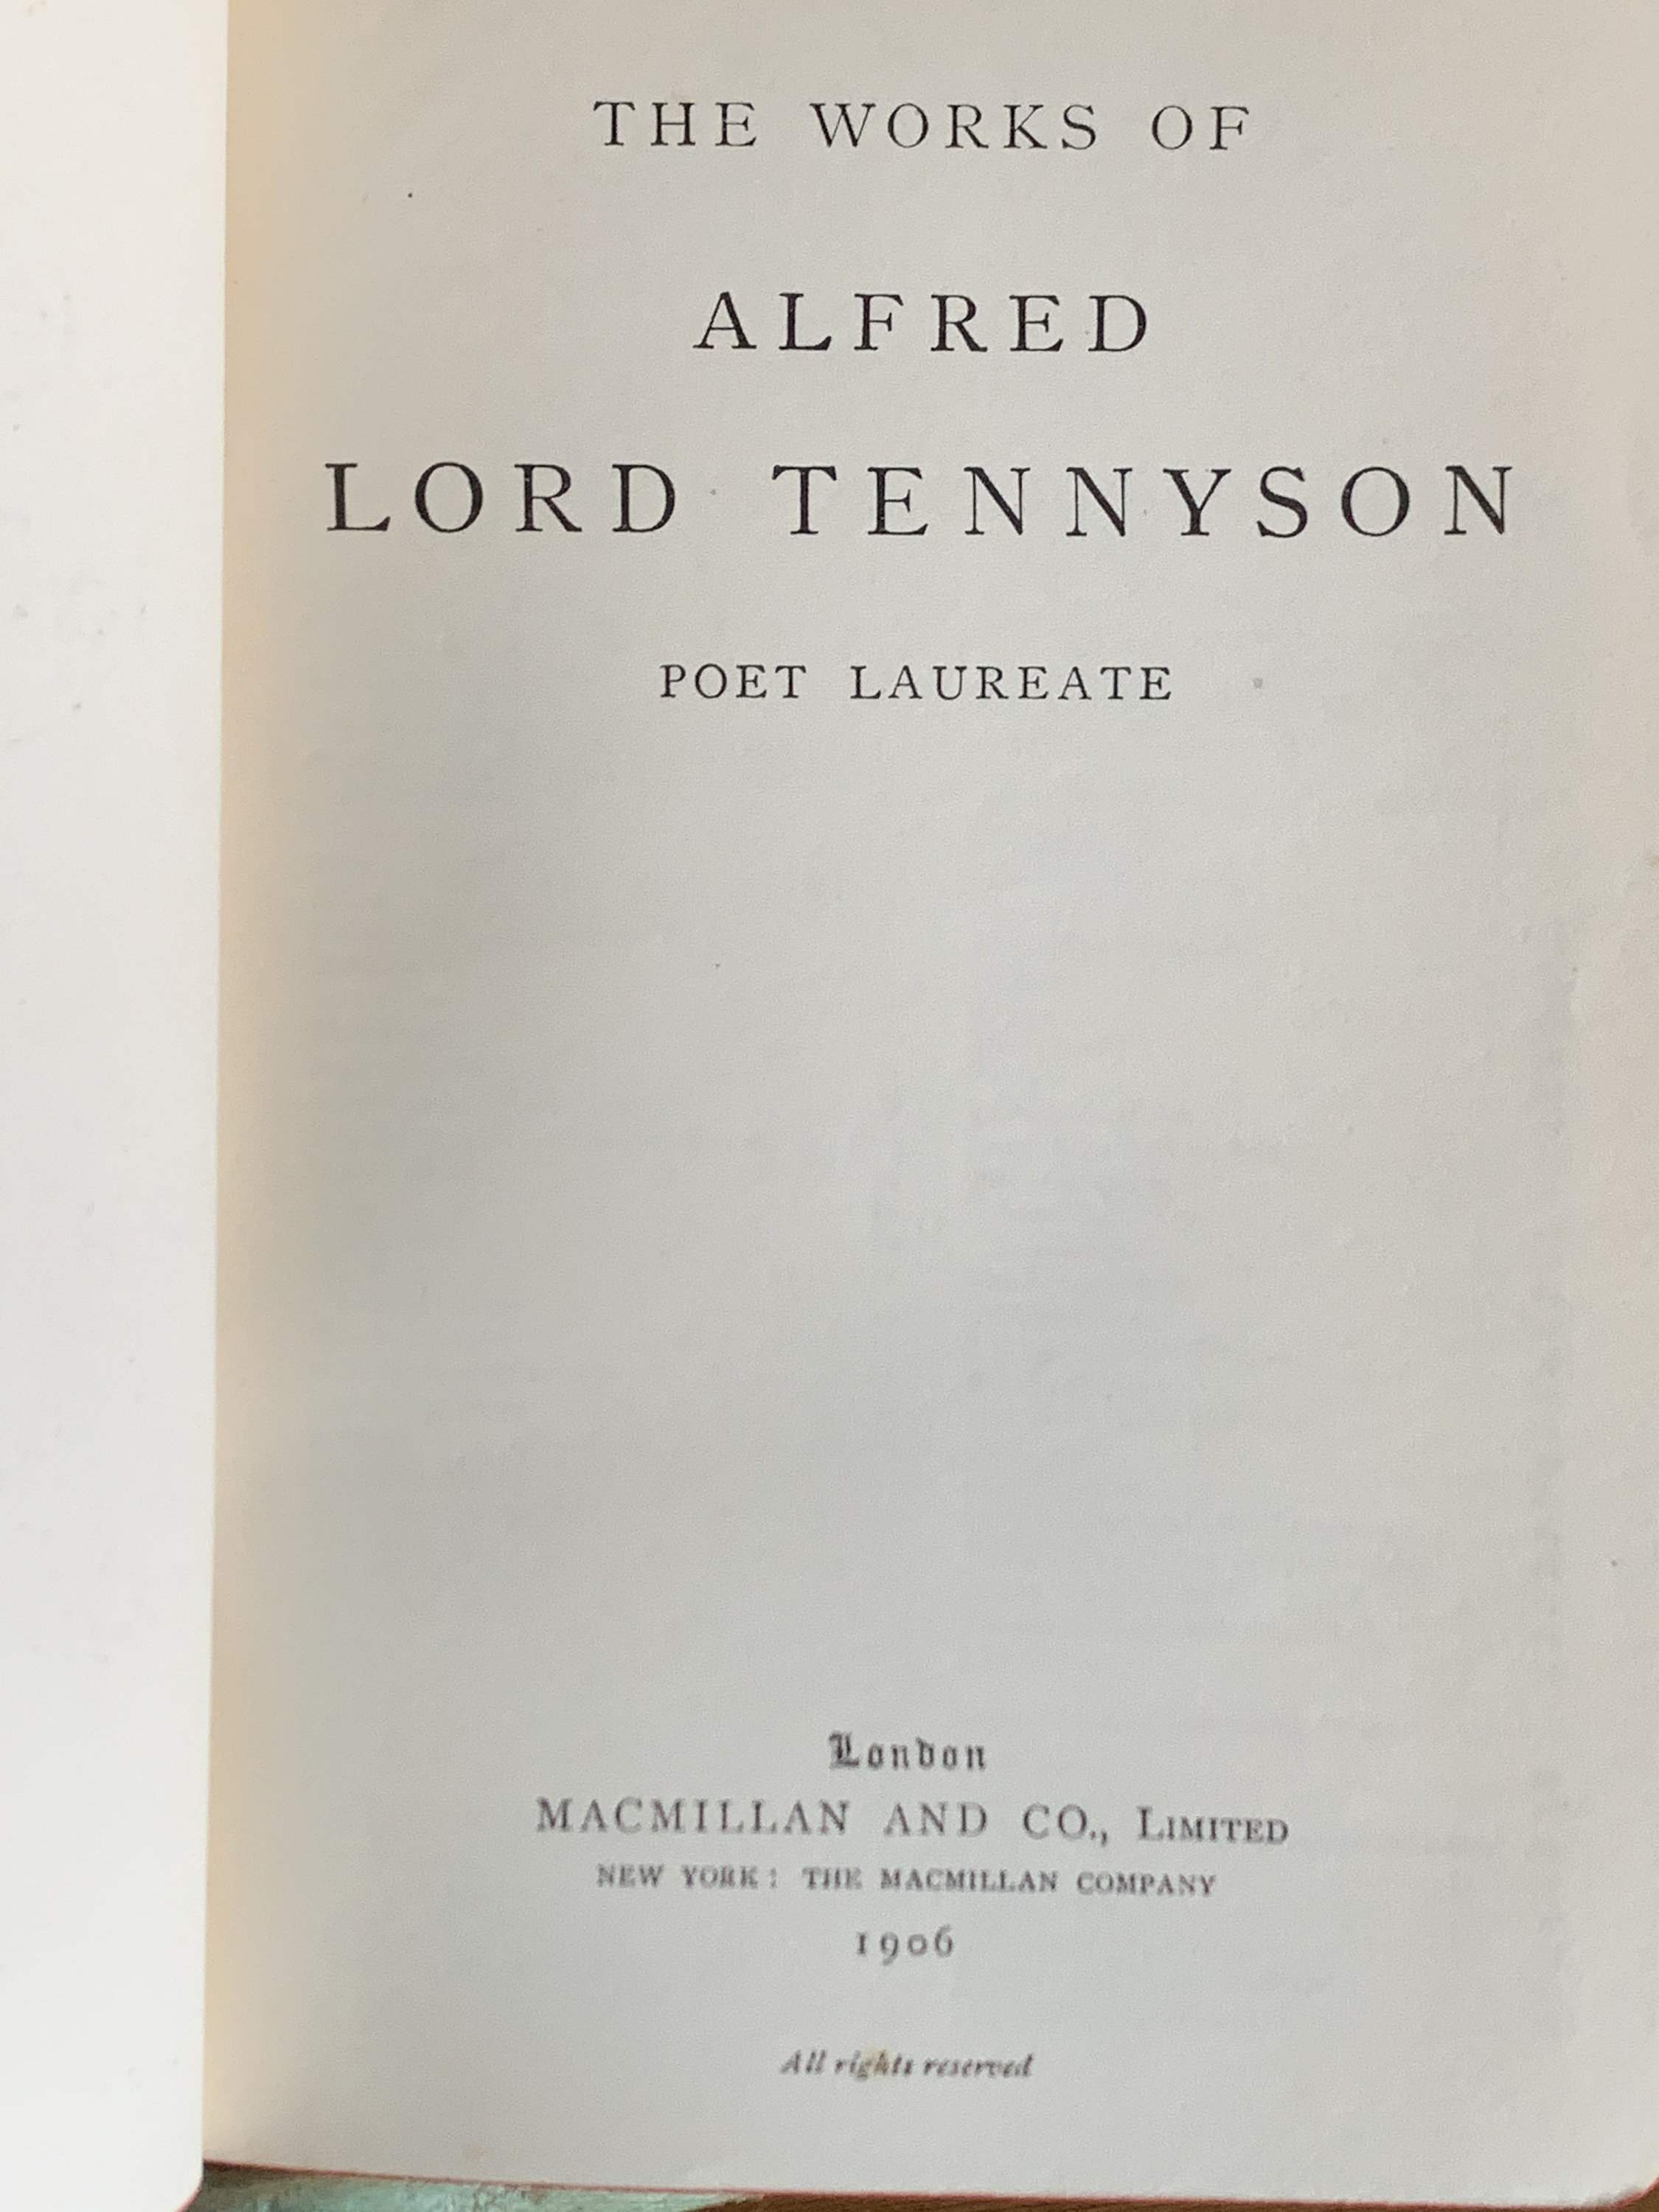 THE WORKS OF
ALFRED
LORD TENNYSON
POET LAUREATE
London
MACMILLAN AND CO., LIMITED
NEW YORK: THE MACMILLAN COMPANY
1906
All rights reserved